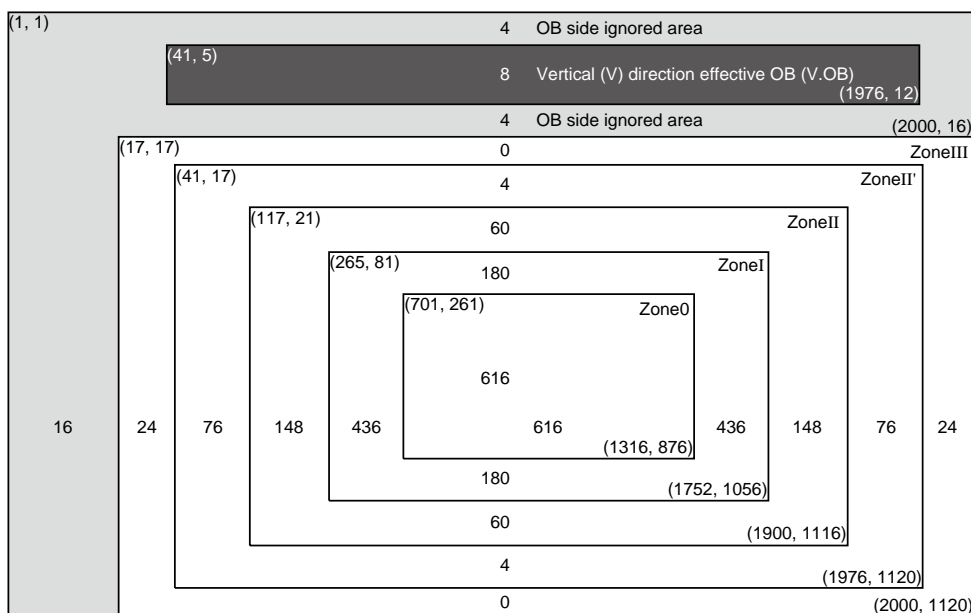 (1, 1)
4 OB side ignored area
(41, 5)
8 Vertical (V) direction effective OB (V.OB)
(1976, 12)
4 OB side ignored area
(2000, 16)
(17, 17)
0
ZoneIII
(41, 17)
4
ZoneII'
(117, 21)
60
ZoneII
(265, 81)
180
ZoneI
(701, 261)
Zone0
616
16 24 76 148 436 616 436 148 76 24
(1316, 876)
180
(1752, 1056)
60
(1900, 1116)
4
(1976, 1120)
0
(2000, 1120)